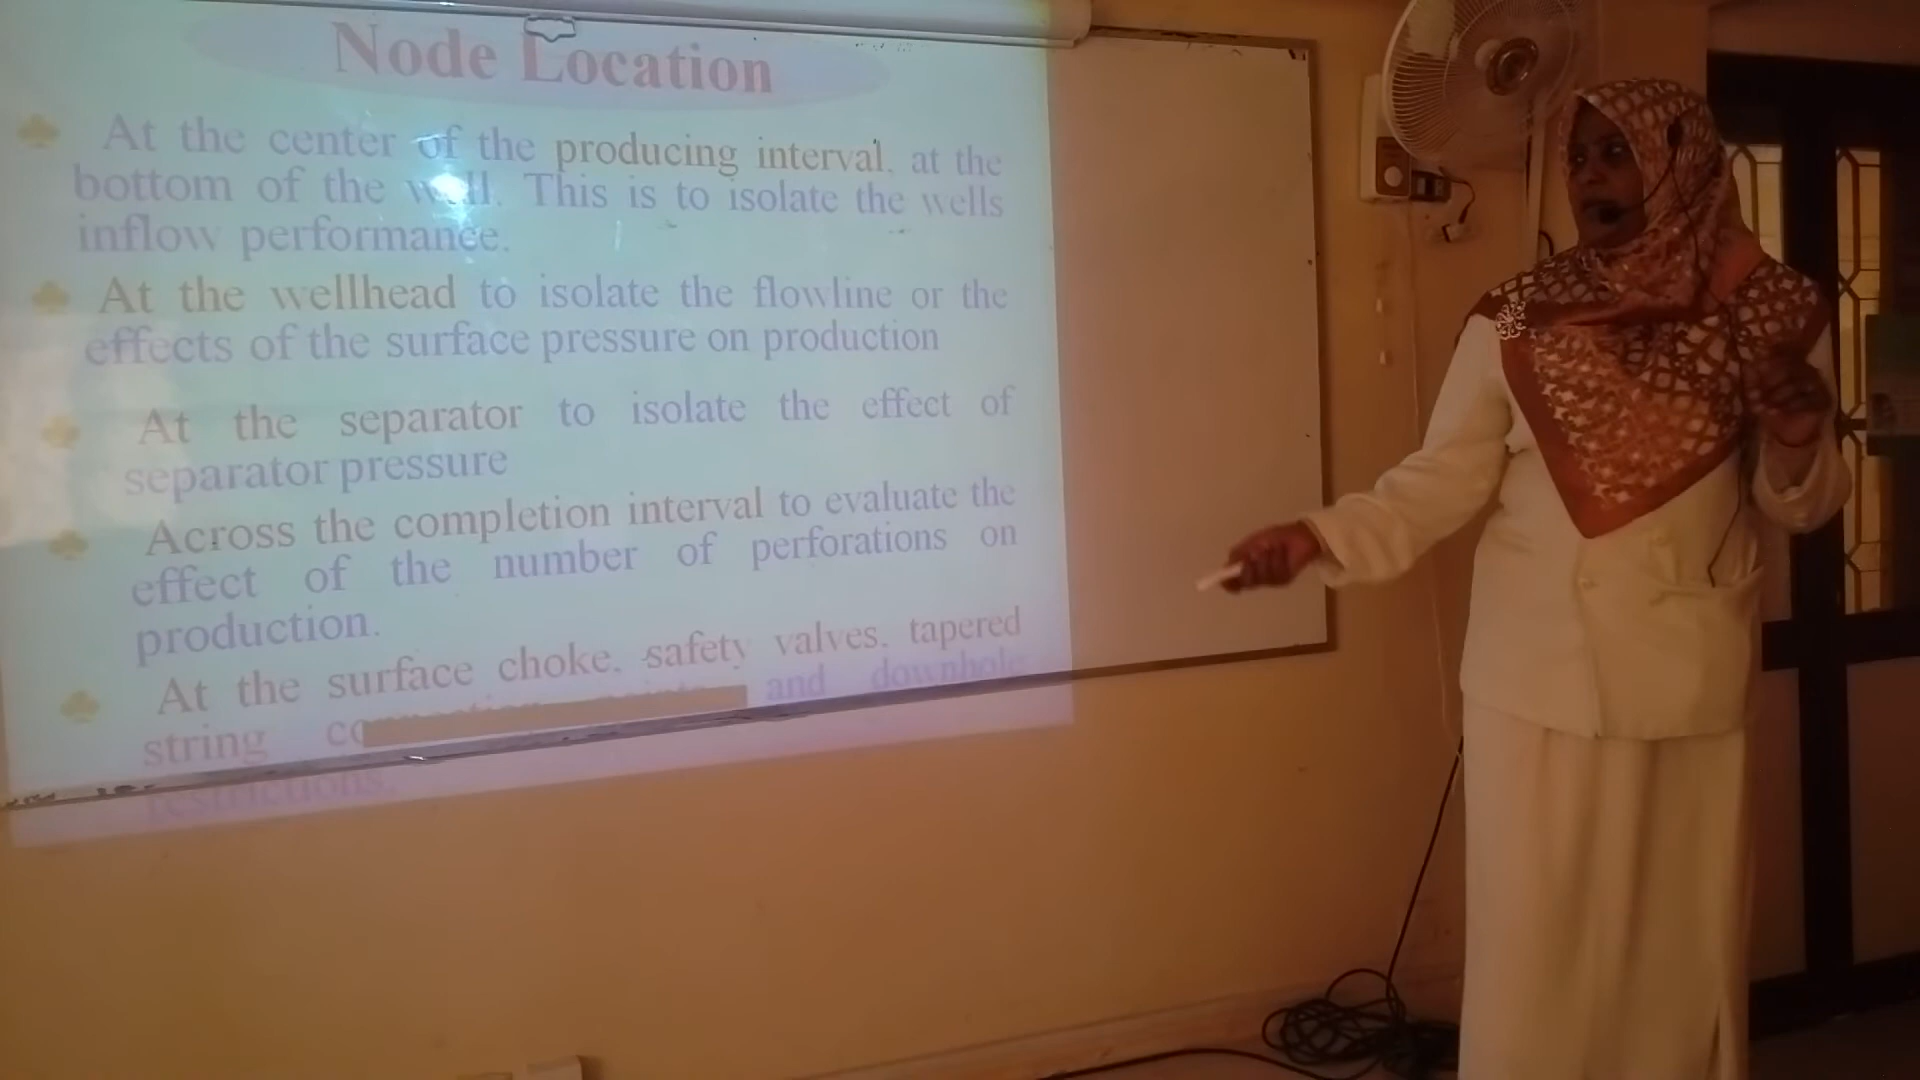 Node Location
At the center of the producing interval, at the
bottom of the well. This is to isolate the wells
inflow performance.
At the wellhead to isolate the flowline or the
effects of the surface pressure on production
At the separator to isolate the effect of
separator pressure
Across the completion interval to evaluate the
effect of the number of perforations on
production.
At the surface choke, safety valves, tapered
string and downhole
restrictions.